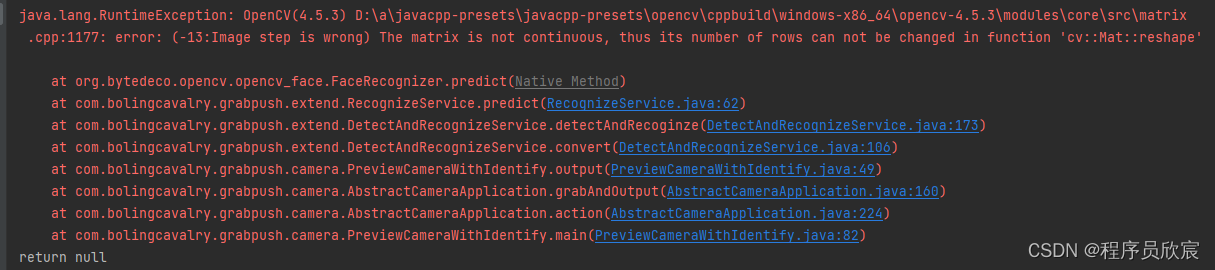 java.lang.RuntimeException: OpenCV(4.5.3) D:\a\javacpp-presets\javacpp-presets\opencv\cppbuild\windows-x86_64\opencv-4.5.3\modules\core\src\matrix
.cpp:1177: error: (-13:Image step is wrong) The matrix is not continuous, thus its number of rows can not be changed in function 'cv::Mat::reshape'
at org.bytedeco.opencv.opencv_face.FaceRecognizer.predict(Native Method)
at com.bolingcavalry.grabpush.extend.RecognizeService.predict(RecognizeService.java:62)
at com.bolingcavalry.grabpush.extend.DetectAndRecognizeService.detectAndRecoginze(DetectAndRecognizeService.java:173)
at com.bolingcavalry.grabpush.extend.DetectAndRecognizeService.convert(DetectAndRecognizeService.java:106)
at com.bolingcavalry.grabpush.camera.PreviewCameraWithIdentify.output(PreviewCameraWithIdentify.java:49)
at com.bolingcavalry.grabpush.camera.AbstractCameraApplication.grabAndOutput(AbstractCameraApplication.java:160)
at com.bolingcavalry.grabpush.camera.AbstractCameraApplication.action(AbstractCameraApplication.java:224)
at com.bolingcavalry.grabpush.camera.PreviewCameraWithIdentify.main(PreviewCameraWithIdentify.java:82)
return null
CSDN @程序员欣宸